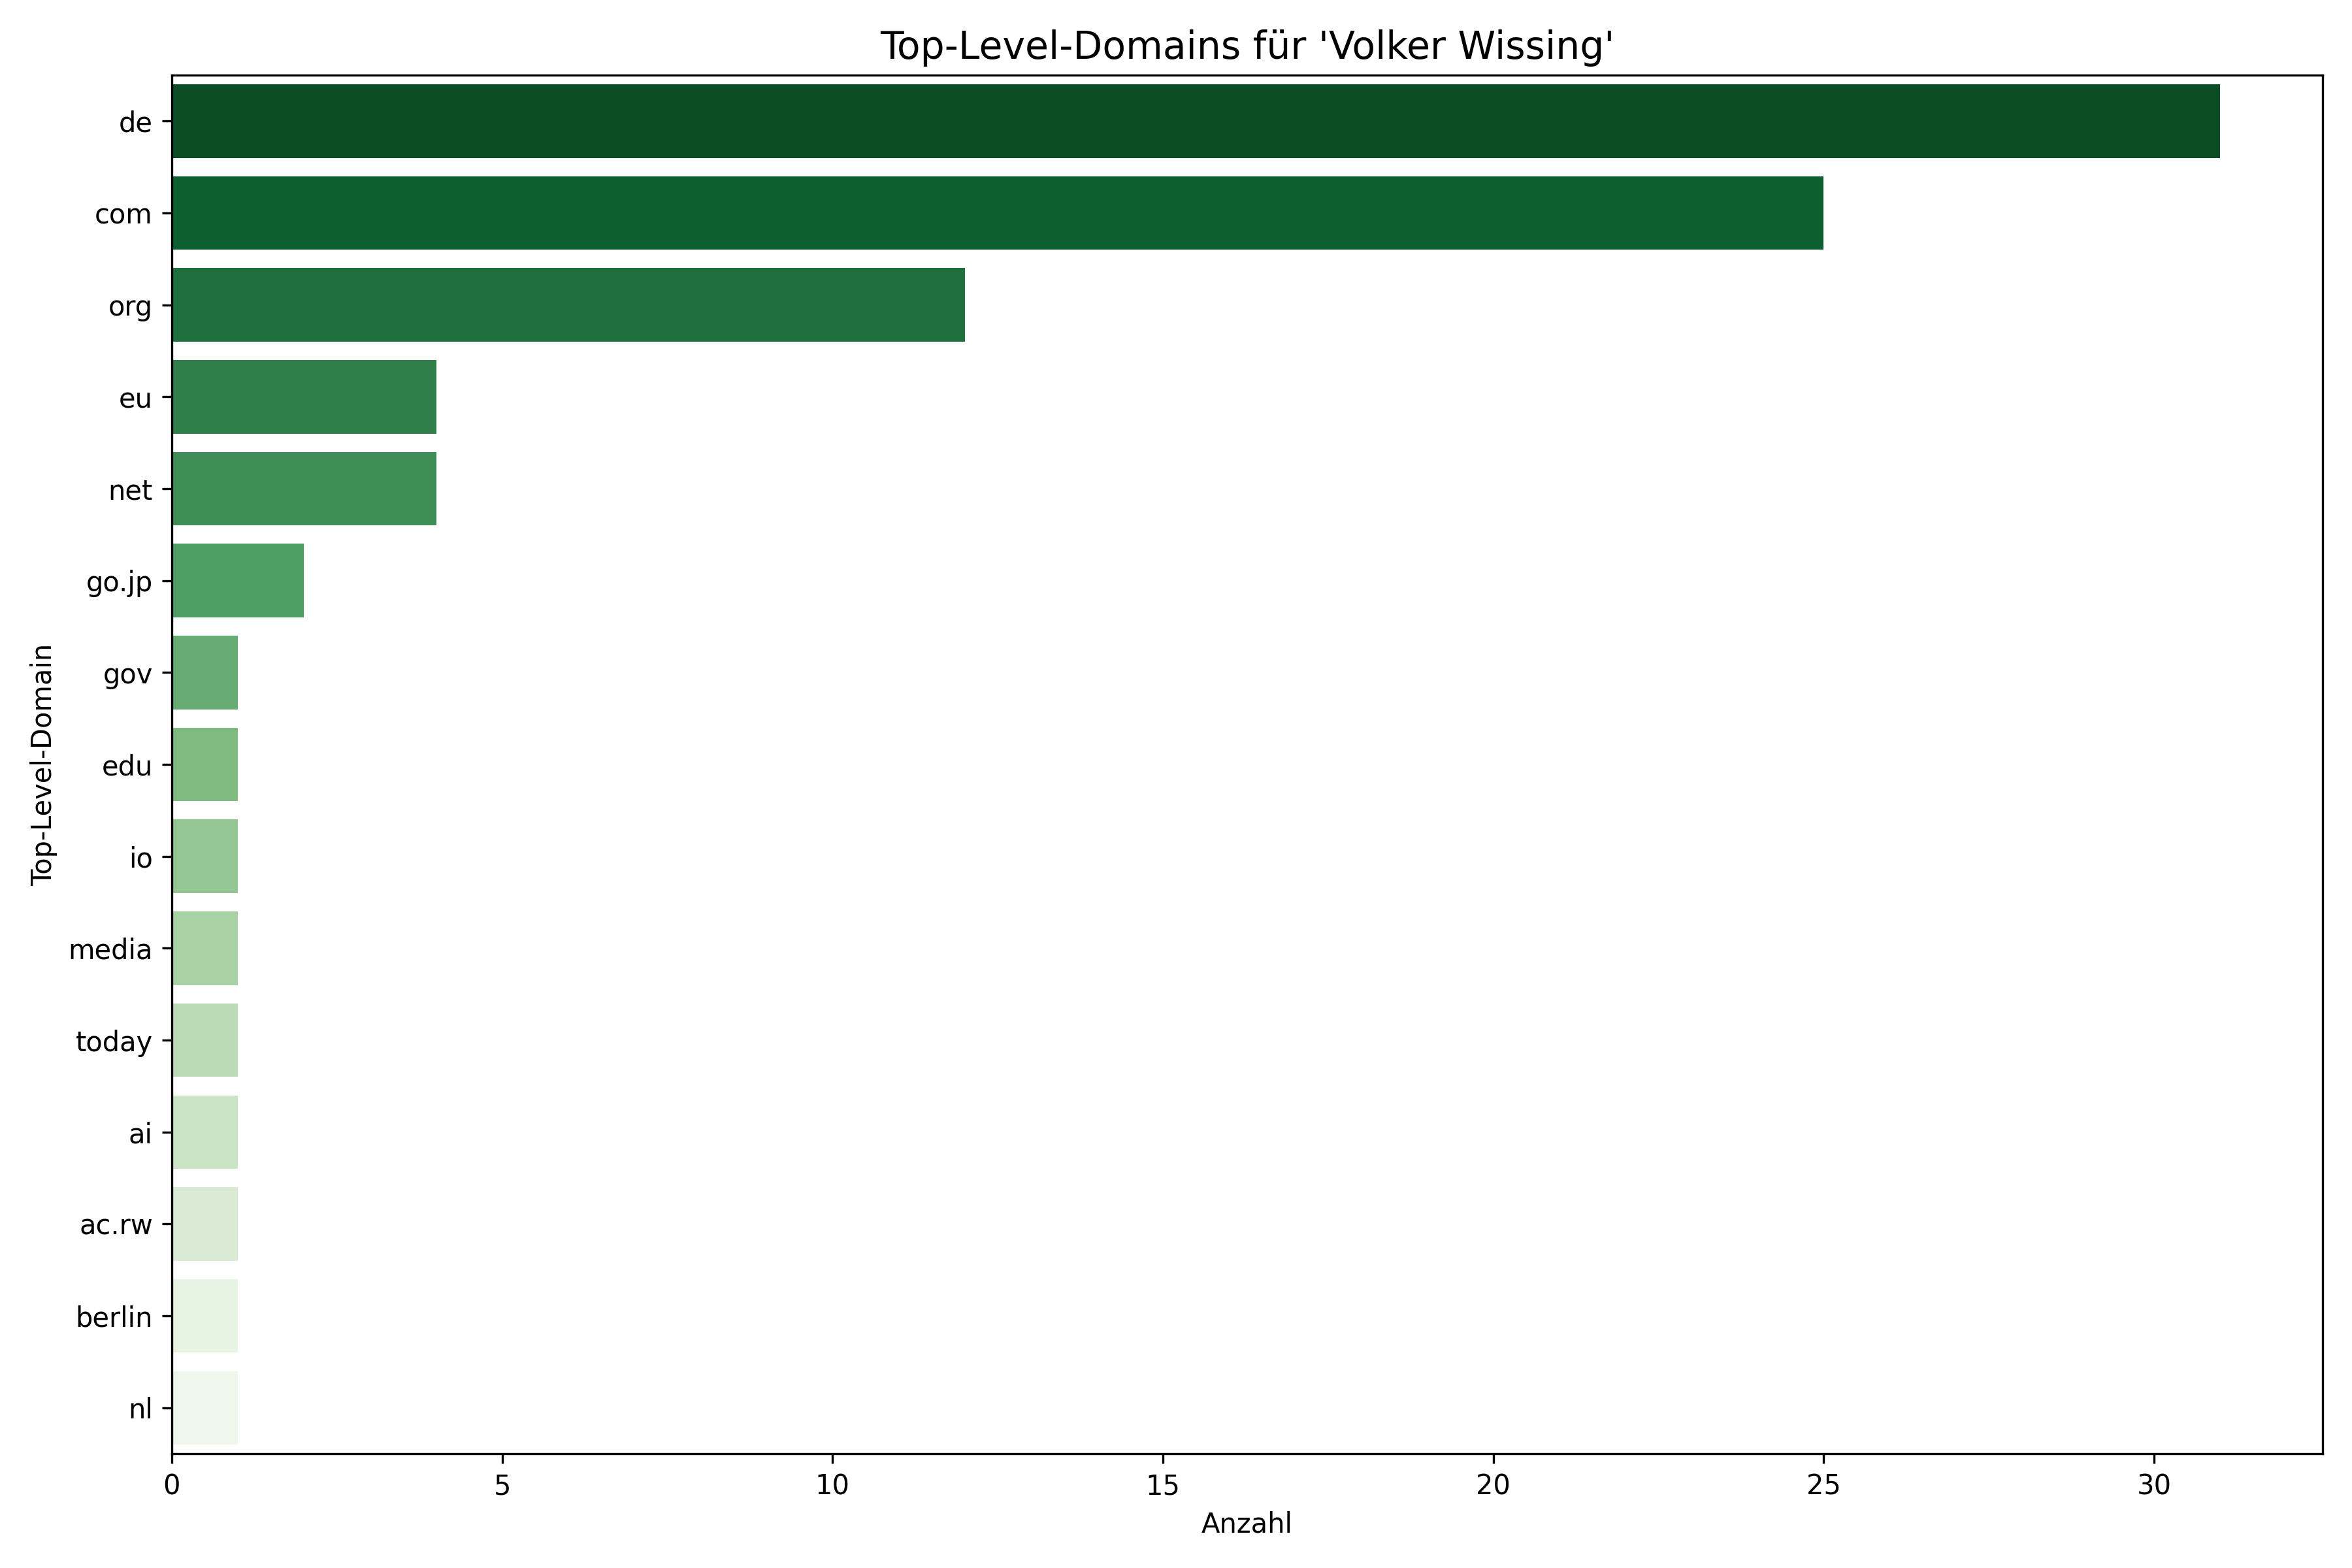 Top-Level-Domains für 'Volker Wissing'
Top-Level-Domain
de
com
org
eu
net
go.jp
gov
edu
io
media
today
ai
ac.rw
berlin
nl
0 5 10 15 20 25 30
Anzahl